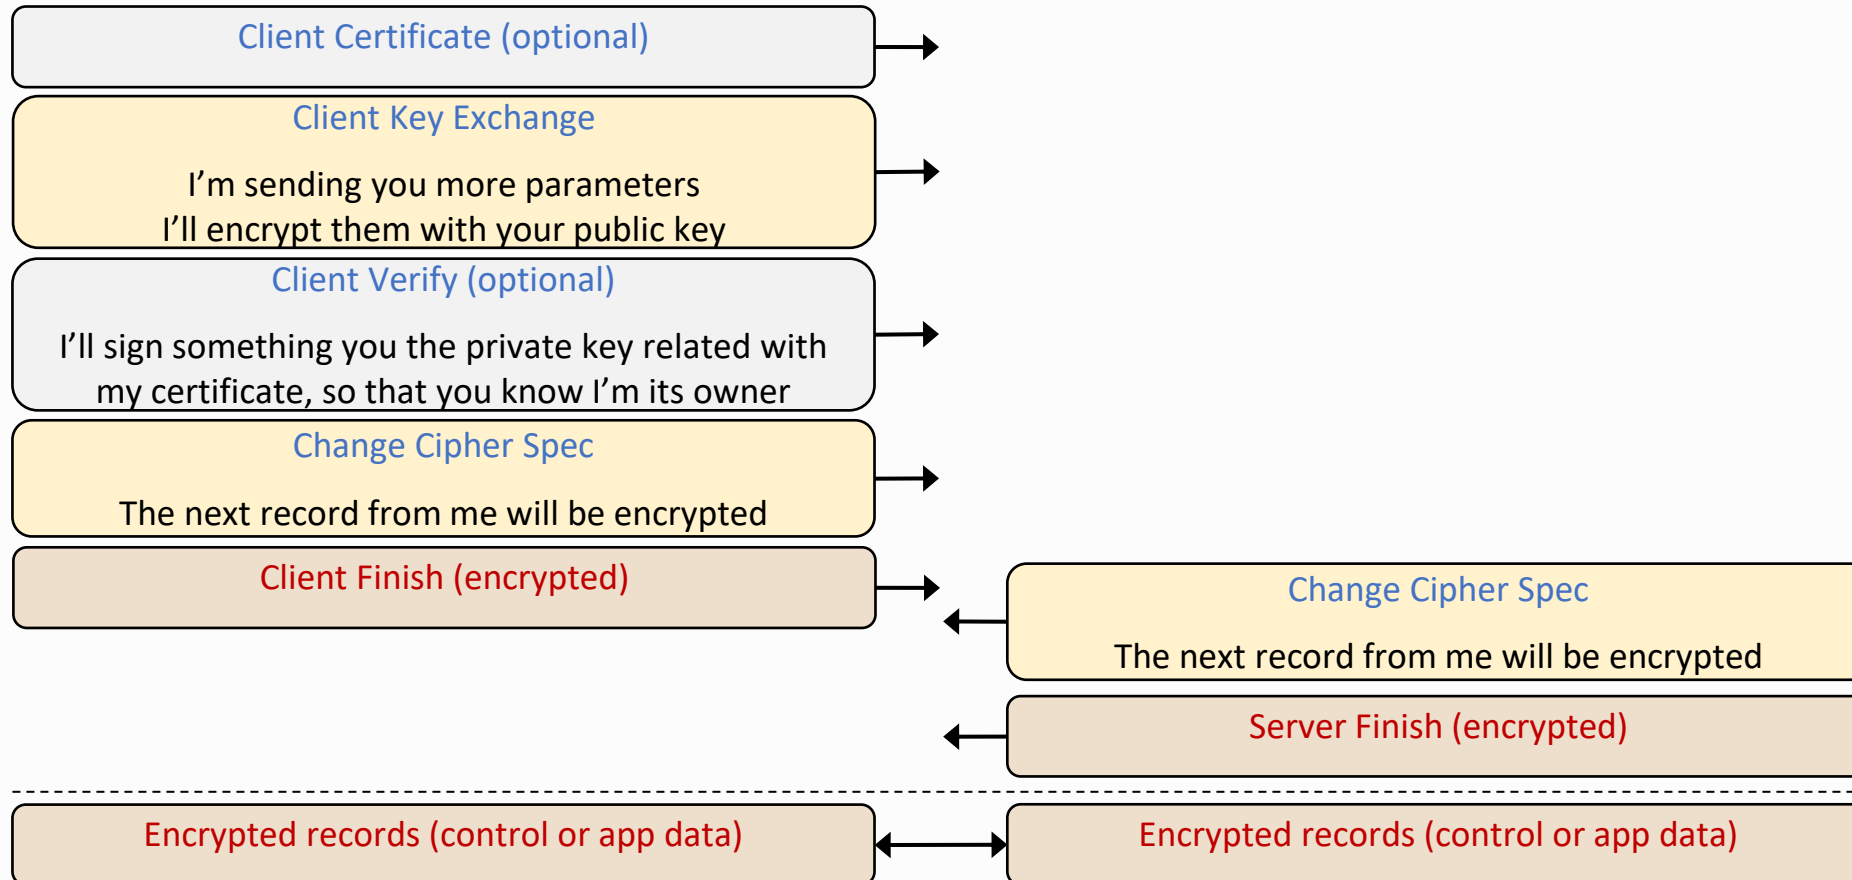 Client Certificate (optional)
Client Key Exchange
I’m sending you more parameters
I’ll encrypt them with your public key
Client Verify (optional)
I’ll sign something you the private key related with
my certificate, so that you know I’m its owner
Change Cipher Spec
The next record from me will be encrypted
Client Finish (encrypted)
Change Cipher Spec
The next record from me will be encrypted
Server Finish (encrypted)
Encrypted records (control or app data)
Encrypted records (control or app data)